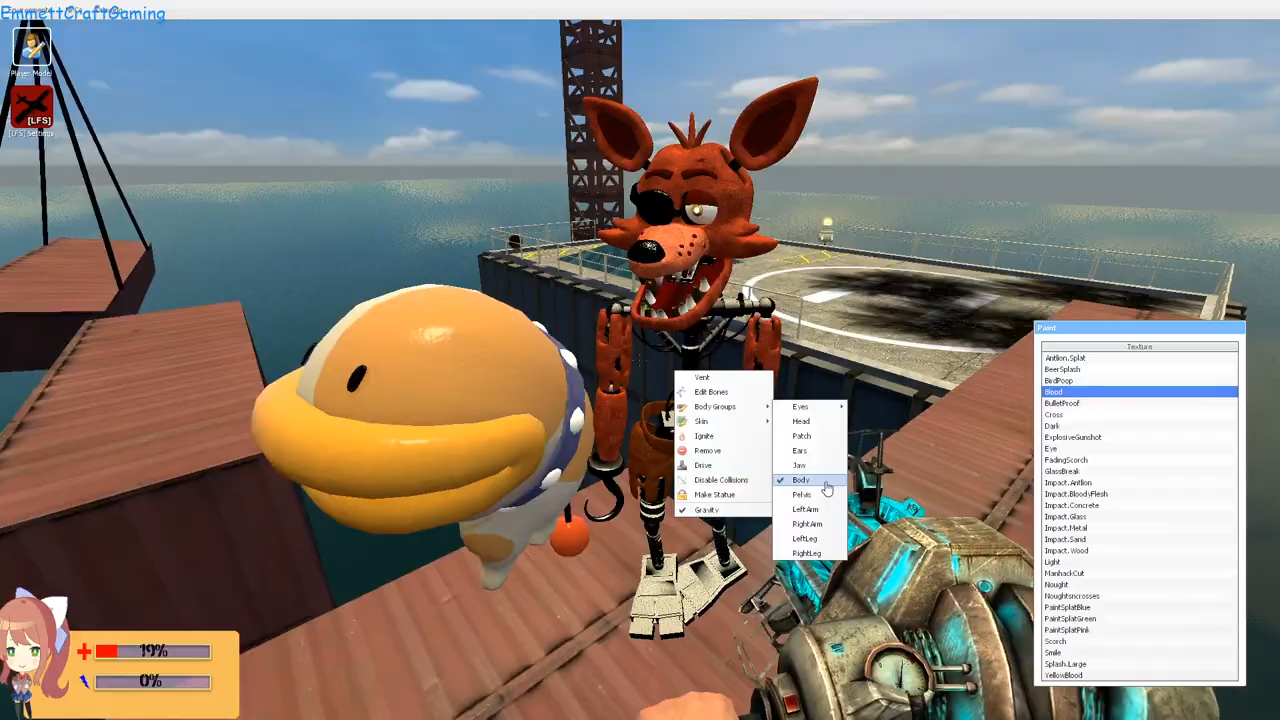 EmmettCraftGaming
Player Model
[LFS]
[LFS] Settings
Vent
Edit Bones
Body Groups
Skin
Ignite
Remove
Drive
Disable Collisions
Make Statue
Gravity
Eyes
Head
Patch
Ears
Jaw
Body
Pelvis
LeftArm
RightArm
LeftLeg
RightLeg
Paint
Texture
Antlion.Splat
BeerSplash
BirdPoop
Blood
BulletProof
Cross
Dark
ExplosiveGunshot
Eye
FadingScorch
GlassBreak
Impact.Antlion
Impact.BloodyFlesh
Impact.Concrete
Impact.Glass
Impact.Metal
Impact.Sand
Impact.Wood
Light
ManhackCut
Nought
Noughtsncrosses
PaintSplatBlue
PaintSplatGreen
PaintSplatPink
Scorch
Smile
Splash.Large
YellowBlood
19%
0%